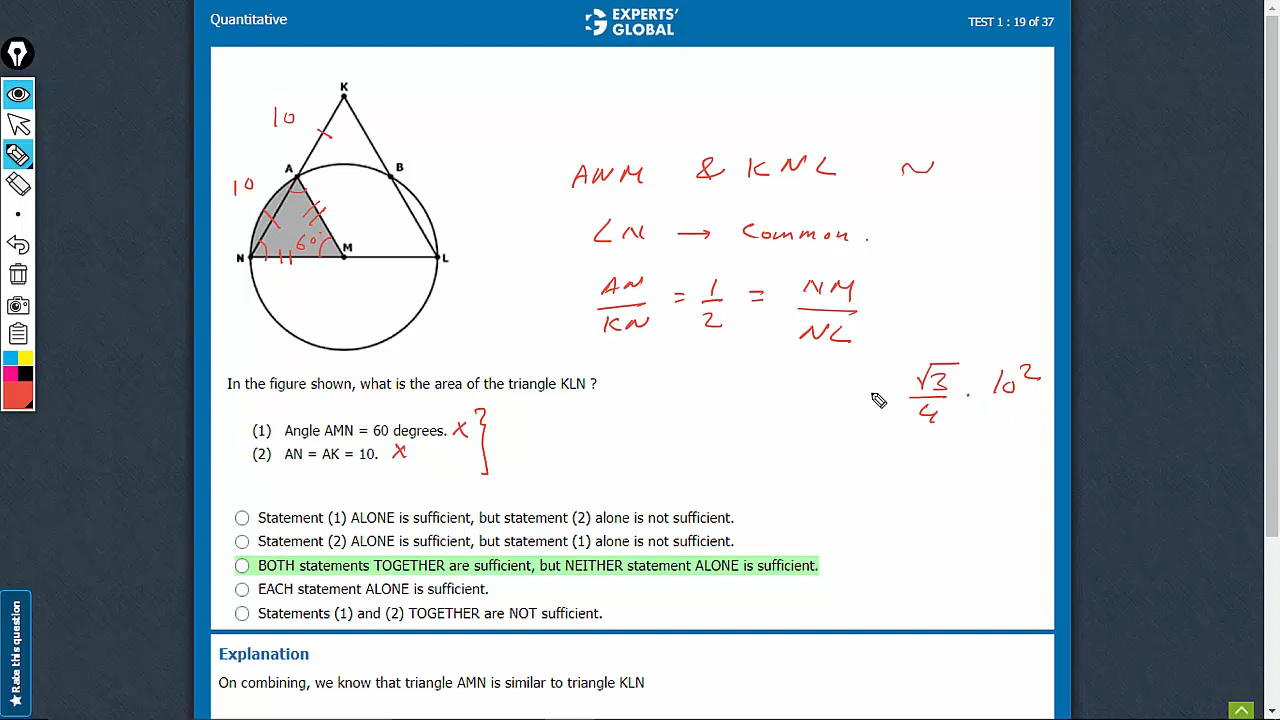 Quantitative
EXPERTS'
GLOBAL
TEST 1 : 19 of 37
K
10
A
B
10
60°
M
N
L
ANM & KNL ~
∠N → Common.
AN/KN = 1/2 = NM/NL
√3/4 . 10²
In the figure shown, what is the area of the triangle KLN ?
(1) Angle AMN = 60 degrees. x }
(2) AN = AK = 10. x
Statement (1) ALONE is sufficient, but statement (2) alone is not sufficient.
Statement (2) ALONE is sufficient, but statement (1) alone is not sufficient.
BOTH statements TOGETHER are sufficient, but NEITHER statement ALONE is sufficient.
EACH statement ALONE is sufficient.
Statements (1) and (2) TOGETHER are NOT sufficient.
★ Rate this question
Explanation
On combining, we know that triangle AMN is similar to triangle KLN